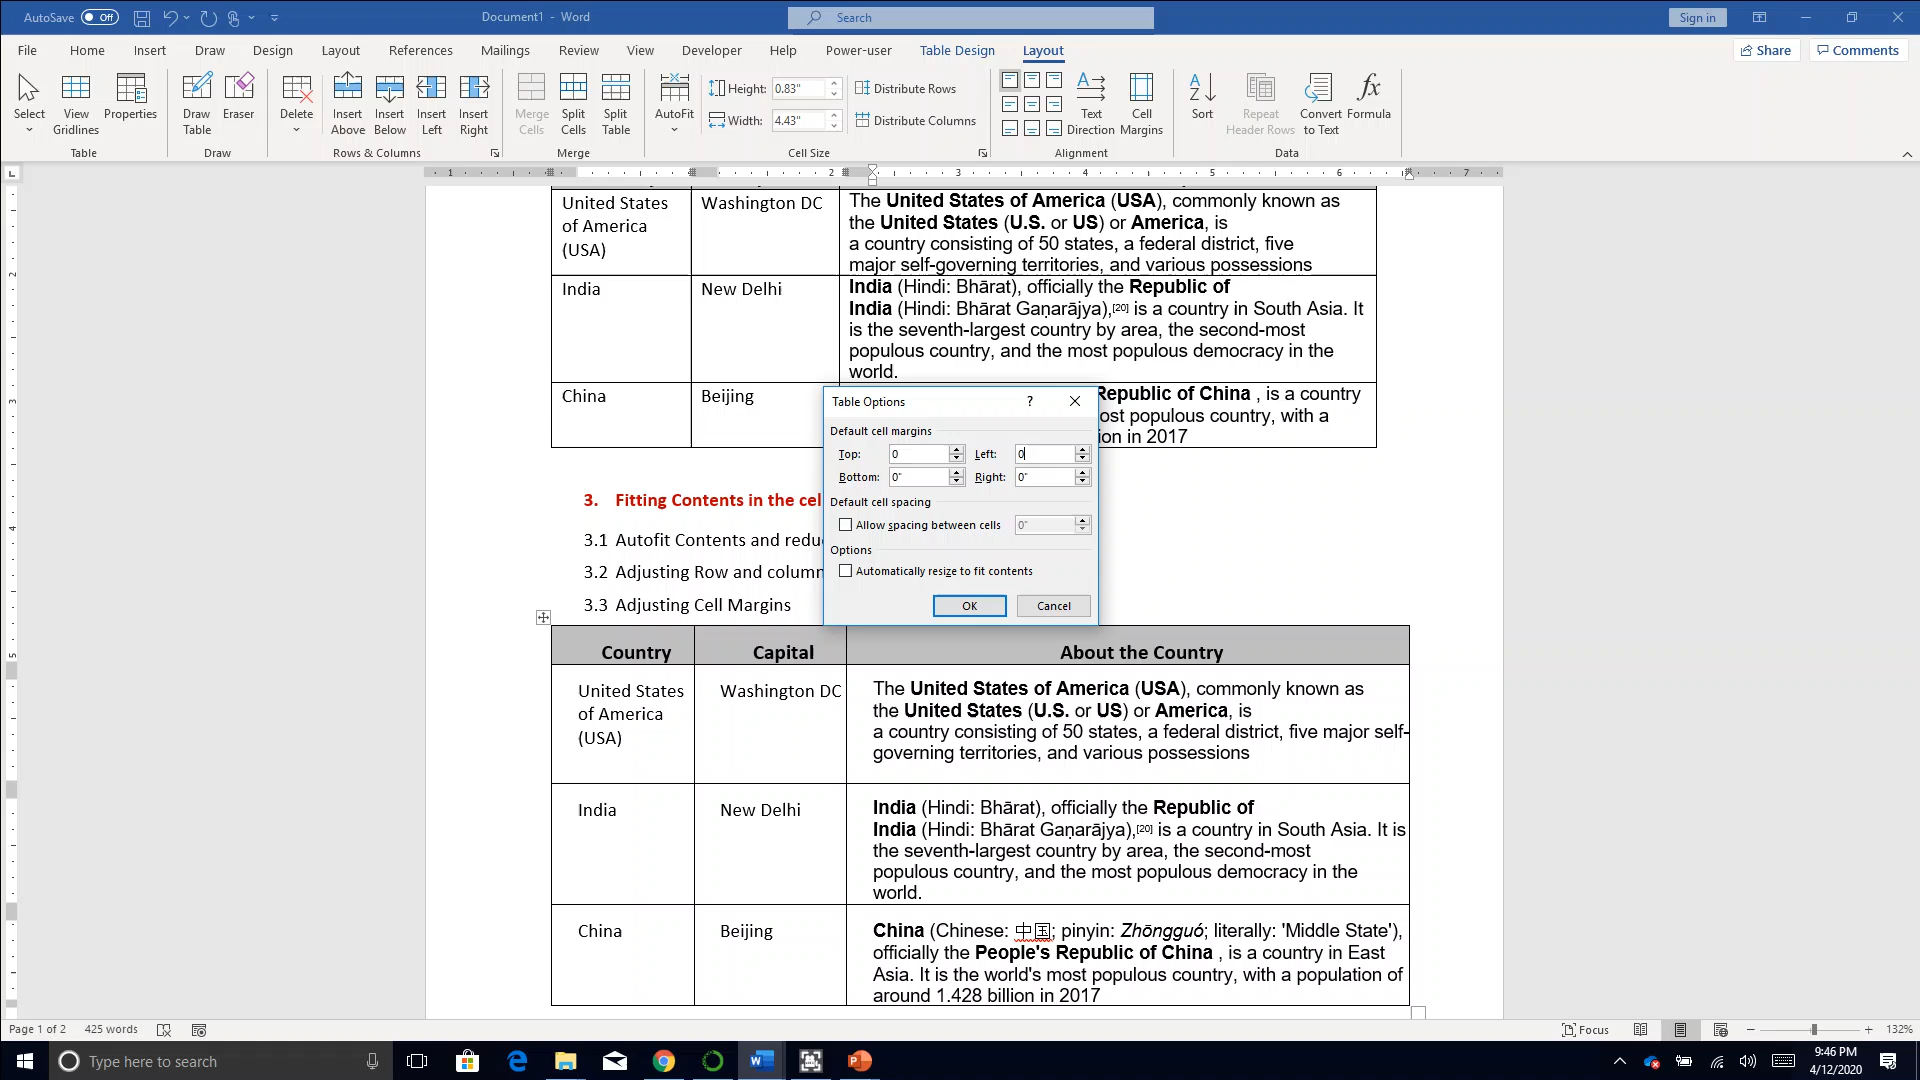 AutoSave Off Document1 - Word Search Sign in
File Home Insert Draw Design Layout References Mailings Review View Developer Help Power-user Table Design Layout Share Comments
Select View Gridlines Properties Draw Table Eraser Delete Insert Above Insert Below Insert Left Insert Right Merge Cells Split Cells Split Table AutoFit
Height: 0.83" Distribute Rows
Width: 4.43" Distribute Columns
Text Direction Cell Margins Sort Repeat Header Rows Convert to Text Formula
Table Draw Rows & Columns Merge Cell Size Alignment Data
1 2 3 4 5 6 7
United States of America (USA)
Washington DC
The United States of America (USA), commonly known as
the United States (U.S. or US) or America, is
a country consisting of 50 states, a federal district, five
major self-governing territories, and various possessions
India
New Delhi
India (Hindi: Bhārat), officially the Republic of
India (Hindi: Bhārat Gaṇarājya),[20] is a country in South Asia. It
is the seventh-largest country by area, the second-most
populous country, and the most populous democracy in the
world.
China
Beijing
Republic of China , is a country
ost populous country, with a
ion in 2017
Table Options ?
Default cell margins
Top: 0 Left: 0
Bottom: 0" Right: 0"
Default cell spacing
Allow spacing between cells 0"
Options
Automatically resize to fit contents
OK Cancel
3. Fitting Contents in the cel
3.1 Autofit Contents and redu
3.2 Adjusting Row and column
3.3 Adjusting Cell Margins
Country Capital About the Country
United States
of America
(USA)
Washington DC
The United States of America (USA), commonly known as
the United States (U.S. or US) or America, is
a country consisting of 50 states, a federal district, five major self-
governing territories, and various possessions
India
New Delhi
India (Hindi: Bhārat), officially the Republic of
India (Hindi: Bhārat Gaṇarājya),[20] is a country in South Asia. It is
the seventh-largest country by area, the second-most
populous country, and the most populous democracy in the
world.
China
Beijing
China (Chinese: 中国; pinyin: Zhōngguó; literally: 'Middle State'),
officially the People's Republic of China , is a country in East
Asia. It is the world's most populous country, with a population of
around 1.428 billion in 2017
Page 1 of 2 425 words Focus 132%
Type here to search
9:46 PM
4/12/2020